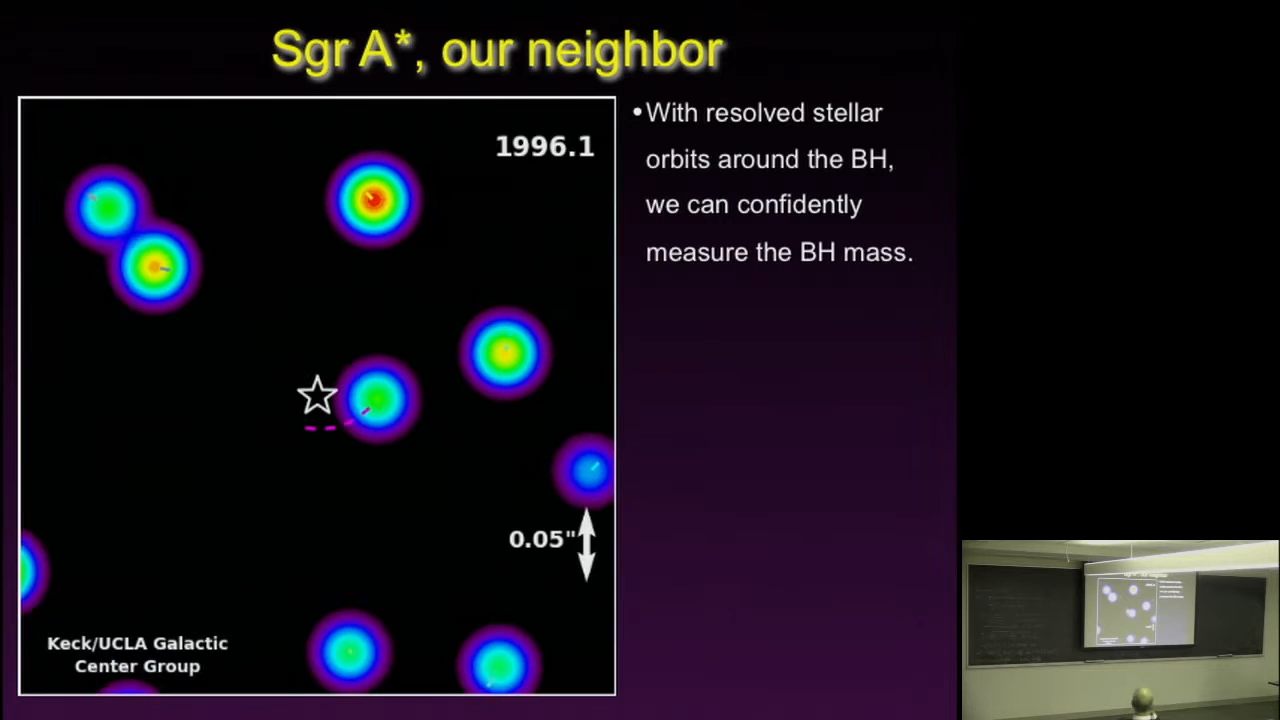 Sgr A*, our neighbor
1996.1
0.05"
Keck/UCLA Galactic
Center Group
•With resolved stellar
orbits around the BH,
we can confidently
measure the BH mass.